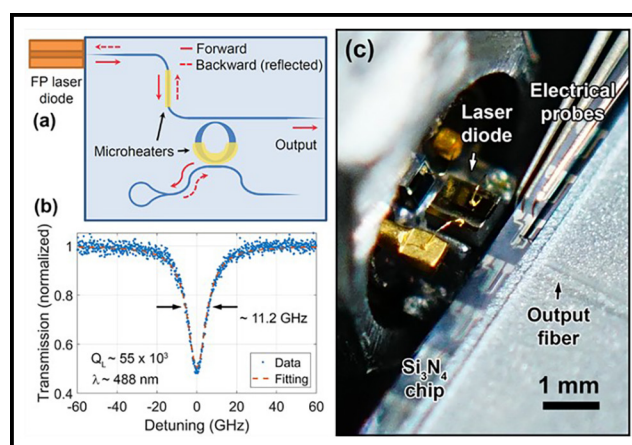 FP laser
diode
Forward
Backward (reflected)
(a)
Microheaters
Output
(b)
Transmission (normalized)
1
0.8
0.6
0.4
~ 11.2 GHz
Q_L ~ 55 x 10³
λ ~ 488 nm
Data
Fitting
-60 -40 -20 0 20 40 60
Detuning (GHz)
(c)
Electrical
probes
Laser
diode
Output
fiber
Si₃N₄
chip
1 mm